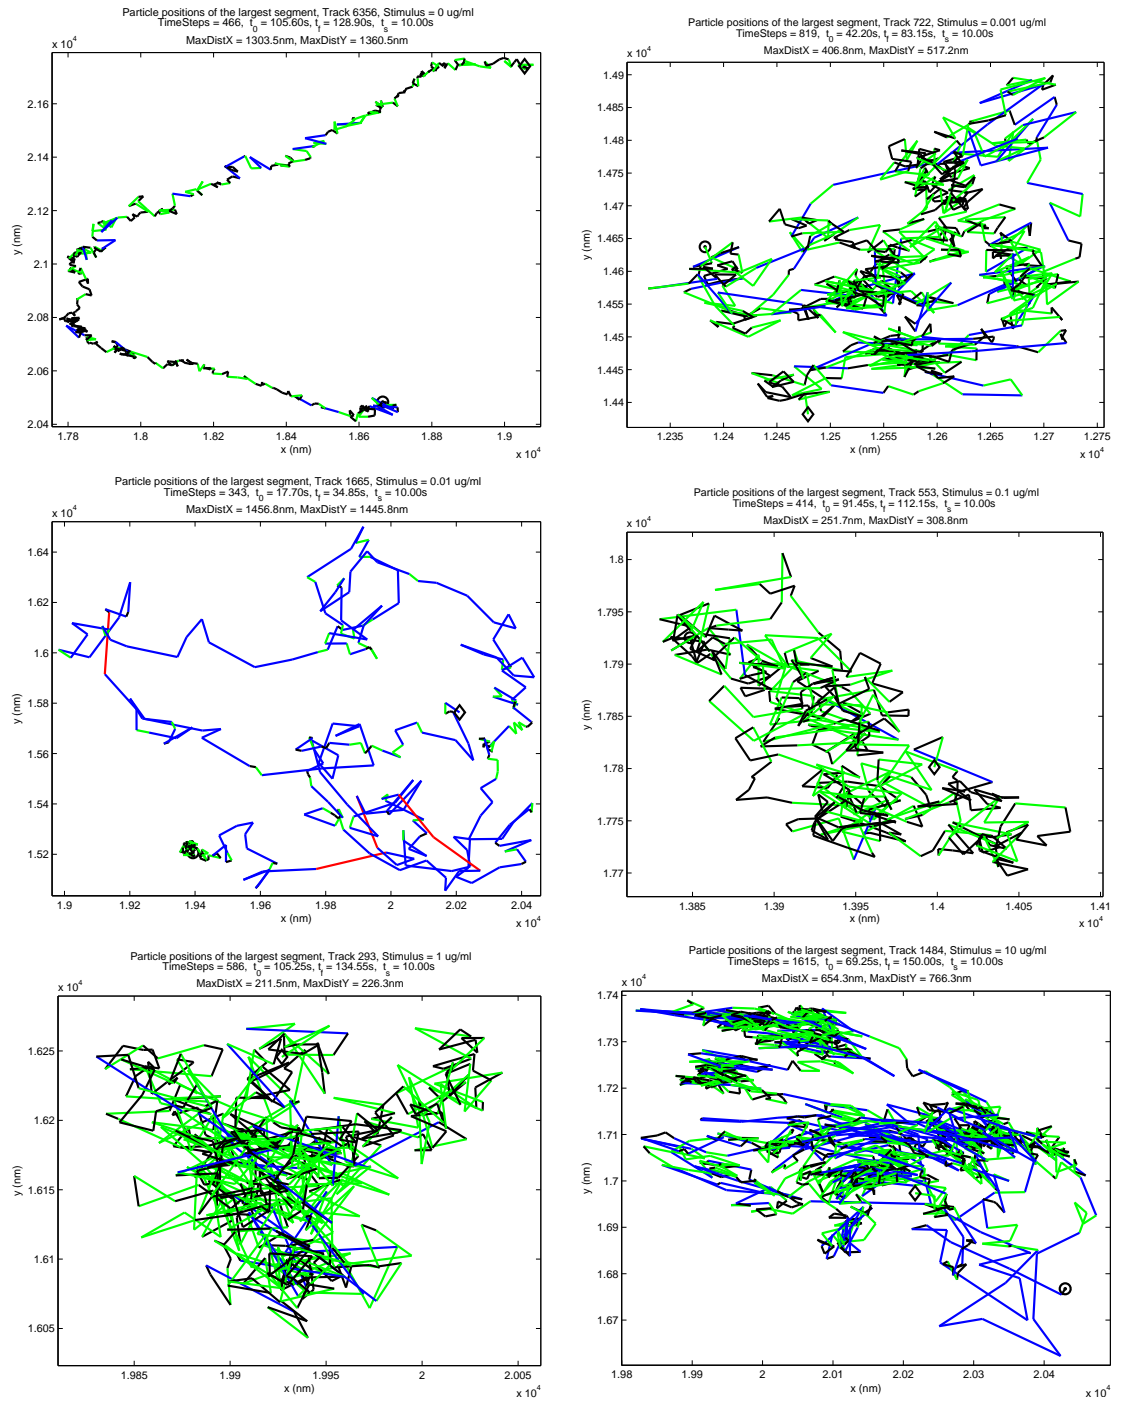 Particle positions of the largest segment, Track 6356, Stimulus = 0 ug/ml
TimeSteps = 466, t0 = 105.60s, tf = 128.90s, ts = 10.00s
MaxDistX = 1303.5nm, MaxDistY = 1360.5nm
x 10^4
2.16
2.14
2.12
2.1
2.08
2.06
2.04
y (nm)
1.78 1.8 1.82 1.84 1.86 1.88 1.9
x (nm)
x 10^4
Particle positions of the largest segment, Track 722, Stimulus = 0.001 ug/ml
TimeSteps = 819, t0 = 42.20s, tf = 83.15s, ts = 10.00s
MaxDistX = 406.8nm, MaxDistY = 517.2nm
x 10^4
1.49
1.485
1.48
1.475
1.47
1.465
1.46
1.455
1.45
1.445
1.44
y (nm)
1.235 1.24 1.245 1.25 1.255 1.26 1.265 1.27 1.275
x (nm)
x 10^4
Particle positions of the largest segment, Track 1665, Stimulus = 0.01 ug/ml
TimeSteps = 343, t0 = 17.70s, tf = 34.85s, ts = 10.00s
MaxDistX = 1456.8nm, MaxDistY = 1445.8nm
x 10^4
1.64
1.62
1.6
1.58
1.56
1.54
1.52
y (nm)
1.9 1.92 1.94 1.96 1.98 2 2.02 2.04
x (nm)
x 10^4
Particle positions of the largest segment, Track 553, Stimulus = 0.1 ug/ml
TimeSteps = 414, t0 = 91.45s, tf = 112.15s, ts = 10.00s
MaxDistX = 251.7nm, MaxDistY = 308.8nm
x 10^4
1.8
1.795
1.79
1.785
1.78
1.775
1.77
y (nm)
1.385 1.39 1.395 1.4 1.405 1.41
x (nm)
x 10^4
Particle positions of the largest segment, Track 293, Stimulus = 1 ug/ml
TimeSteps = 586, t0 = 105.25s, tf = 134.55s, ts = 10.00s
MaxDistX = 211.5nm, MaxDistY = 226.3nm
x 10^4
1.625
1.62
1.615
1.61
1.605
y (nm)
1.985 1.99 1.995 2 2.005
x (nm)
x 10^4
Particle positions of the largest segment, Track 1484, Stimulus = 10 ug/ml
TimeSteps = 1615, t0 = 69.25s, tf = 150.00s, ts = 10.00s
MaxDistX = 654.3nm, MaxDistY = 766.3nm
x 10^4
1.74
1.73
1.72
1.71
1.7
1.69
1.68
1.67
1.6
y (nm)
1.98 1.99 2 2.01 2.02 2.03 2.04
x (nm)
x 10^4